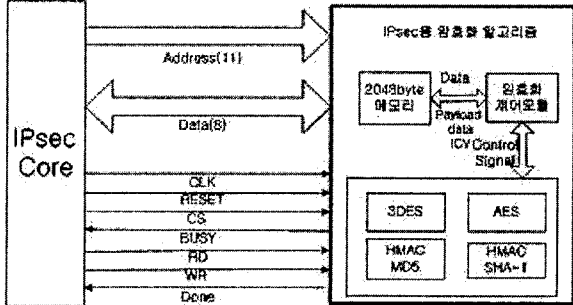 IPsec용 암호화 알고리즘
Address(11)
Data(8)
IPsec
Core
2048byte
메모리
Data
암호화
제어모듈
Payload
data
ICV
Control
Signal
CLK
RESET
CS
BUSY
RD
WR
Done
3DES
AES
HMAC
MD5
HMAC
SHA-1